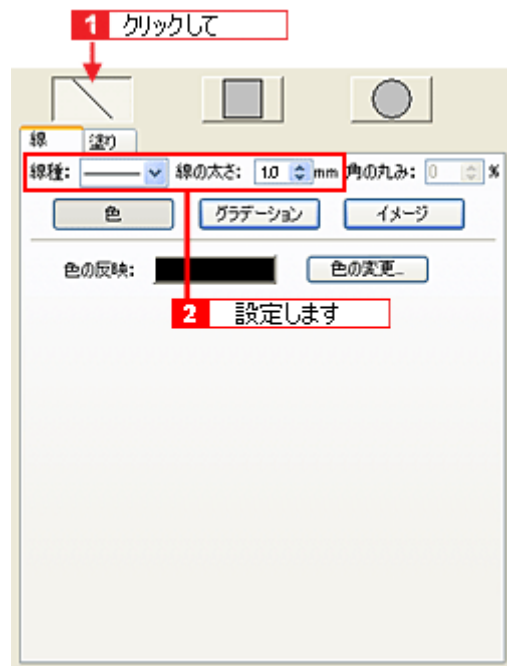 1 クリックして
線 塗り
線種: 線の太さ: 1.0 mm 角の丸み: 0 %
色 グラデーション イメージ
色の反映: 色の変更...
2 設定します